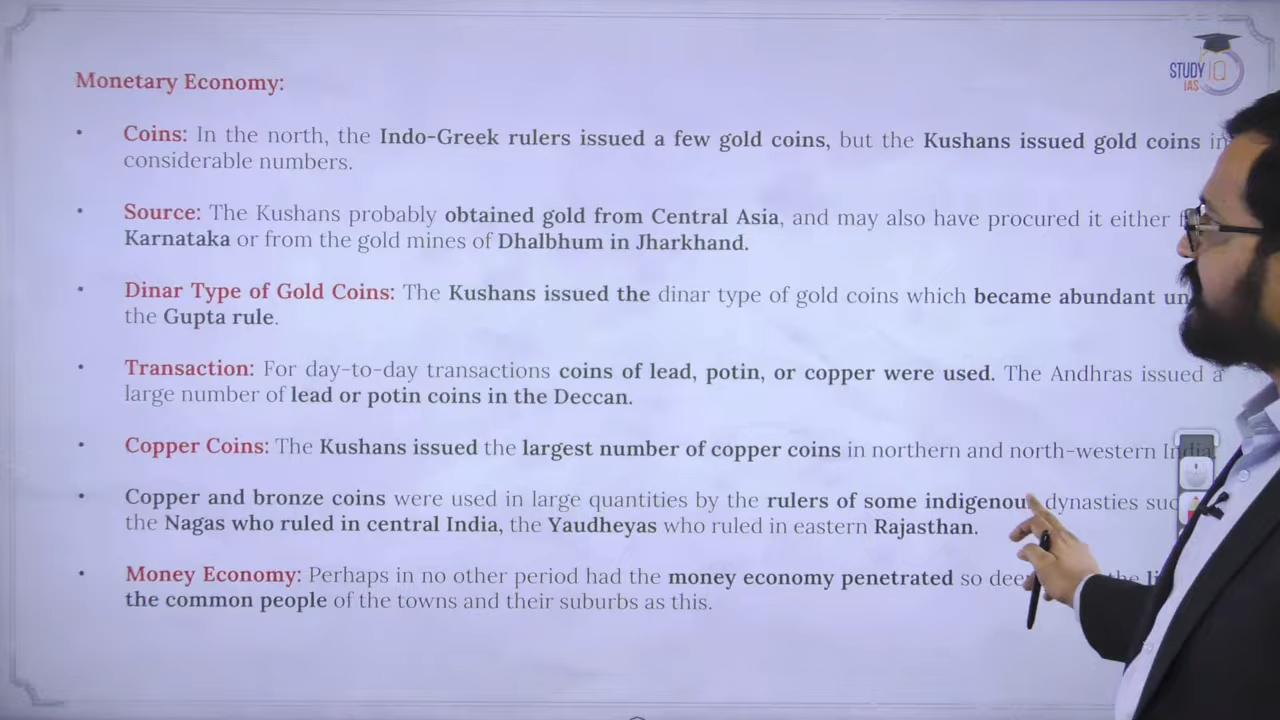 Monetary Economy:
STUDY IQ
IAS
• Coins: In the north, the Indo-Greek rulers issued a few gold coins, but the Kushans issued gold coins in
considerable numbers.
• Source: The Kushans probably obtained gold from Central Asia, and may also have procured it either
Karnataka or from the gold mines of Dhalbhum in Jharkhand.
• Dinar Type of Gold Coins: The Kushans issued the dinar type of gold coins which became abundant
the Gupta rule.
• Transaction: For day-to-day transactions coins of lead, potin, or copper were used. The Andhras issued a
large number of lead or potin coins in the Deccan.
• Copper Coins: The Kushans issued the largest number of copper coins in northern and north-western India
• Copper and bronze coins were used in large quantities by the rulers of some indigenous dynasties
the Nagas who ruled in central India, the Yaudheyas who ruled in eastern Rajasthan.
• Money Economy: Perhaps in no other period had the money economy penetrated so
the common people of the towns and their suburbs as this.